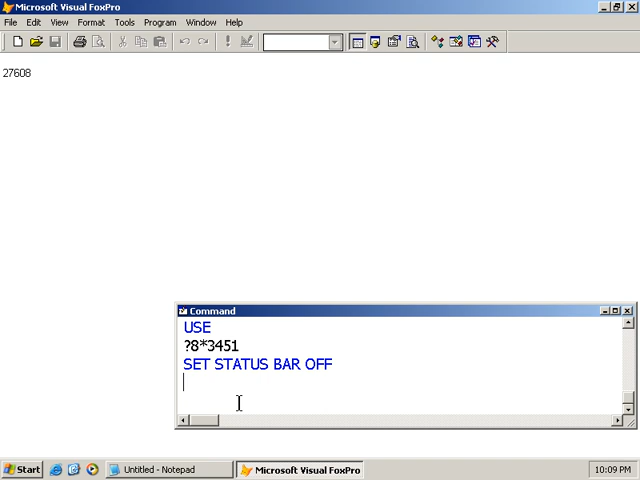 Microsoft Visual FoxPro
File Edit View Format Tools Program Window Help
27608
Command
USE
?8*3451
SET STATUS BAR OFF
Start Untitled - Notepad Microsoft Visual FoxPro 10:09 PM